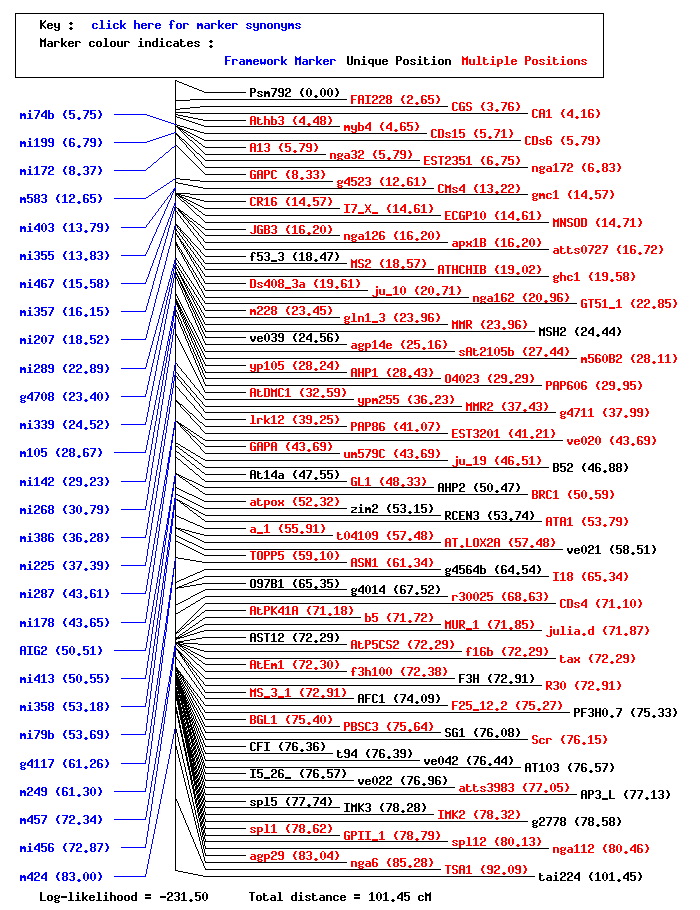 Key : click here for marker synonyms
Marker colour indicates :
Framework Marker Unique Position Multiple Positions
mi74b (5.75)
mi199 (6.79)
mi172 (8.37)
m583 (12.65)
mi403 (13.79)
mi355 (13.83)
mi467 (15.58)
mi357 (16.15)
mi207 (18.52)
mi289 (22.89)
g4708 (23.40)
mi339 (24.52)
m105 (28.67)
mi142 (29.23)
mi268 (30.79)
mi386 (36.28)
mi225 (37.39)
mi287 (43.61)
mi178 (43.65)
AIG2 (50.51)
mi413 (50.55)
mi358 (53.18)
mi79b (53.69)
g4117 (61.26)
m249 (61.30)
m457 (72.34)
mi456 (72.87)
m424 (83.00)
Psm792 (0.00) FAI228 (2.65) CGS (3.76) CA1 (4.16)
Athb3 (4.48) myb4 (4.65) CDs15 (5.71) CDs6 (5.79)
A13 (5.79) nga32 (5.79) EST2351 (6.75) nga172 (6.83)
GAPC (8.33) g4523 (12.61) CMs4 (13.22) gmc1 (14.57)
CR16 (14.57) I7_X_ (14.61) ECGP10 (14.61) MNSOD (14.71)
JGB3 (16.20) nga126 (16.20) apx1B (16.20) atts0727 (16.72)
f53_3 (18.47) MS2 (18.57) ATHCHIB (19.02) ghc1 (19.58)
Ds408_3a (19.61) ju_10 (20.71) nga162 (20.96) GT51_1 (22.85)
m228 (23.45) gln1_3 (23.96) MMR (23.96) MSH2 (24.44)
ve039 (24.56) agp14e (25.16) sAt2105b (27.44) m560B2 (28.11)
yp105 (28.24) AHP1 (28.43) O4023 (29.29) PAP606 (29.95)
AtDMC1 (32.59) ypm255 (36.23) MMR2 (37.43) g4711 (37.99)
lrk12 (39.25) PAP86 (41.07) EST3201 (41.21) ve020 (43.69)
GAPA (43.69) um579C (43.69) ju_19 (46.51) B52 (46.88)
At14a (47.55) GL1 (48.33) AHP2 (50.47) BRC1 (50.59)
atpox (52.32) zim2 (53.15) RCEN3 (53.74) ATA1 (53.79)
a_1 (55.91) t04109 (57.48) AT.LOX2A (57.48) ve021 (58.51)
TOPP5 (59.10) ASN1 (61.34) g4564b (64.54) I18 (65.34)
O97B1 (65.35) g4014 (67.52) r30025 (68.63) CDs4 (71.10)
AtPK41A (71.18) b5 (71.72) MUR_1 (71.85) julia.d (71.87)
AST12 (72.29) AtP5CS2 (72.29) f16b (72.29) tax (72.29)
AtEm1 (72.30) f3h100 (72.38) F3H (72.91) R30 (72.91)
MS_3_1 (72.91) AFC1 (74.09) F25_12.2 (75.27) PF3H0.7 (75.33)
BGL1 (75.40) PBSC3 (75.64) SG1 (76.08) Scr (76.15)
CFI (76.36) t94 (76.39) ve042 (76.44) AT103 (76.57)
I5_26_ (76.57) ve022 (76.96) atts3983 (77.05) AP3_L (77.13)
spl5 (77.74) IMK3 (78.28) IMK2 (78.32) g2778 (78.58)
spl1 (78.62) GPII_1 (78.79) spl12 (80.13) nga112 (80.46)
agp29 (83.04) nga6 (85.28) TSA1 (92.09) tai224 (101.45)
Log-likelihood = -231.50 Total distance = 101.45 cM